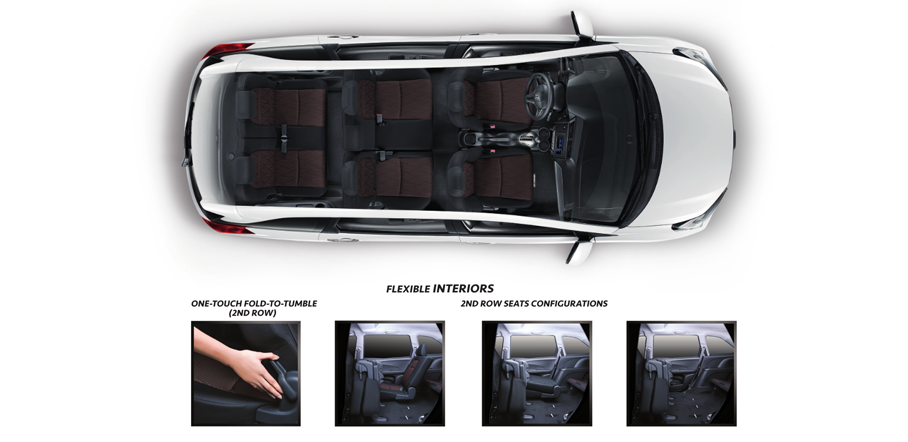 FLEXIBLE INTERIORS
ONE-TOUCH FOLD-TO-TUMBLE
(2ND ROW)
2ND ROW SEATS CONFIGURATIONS